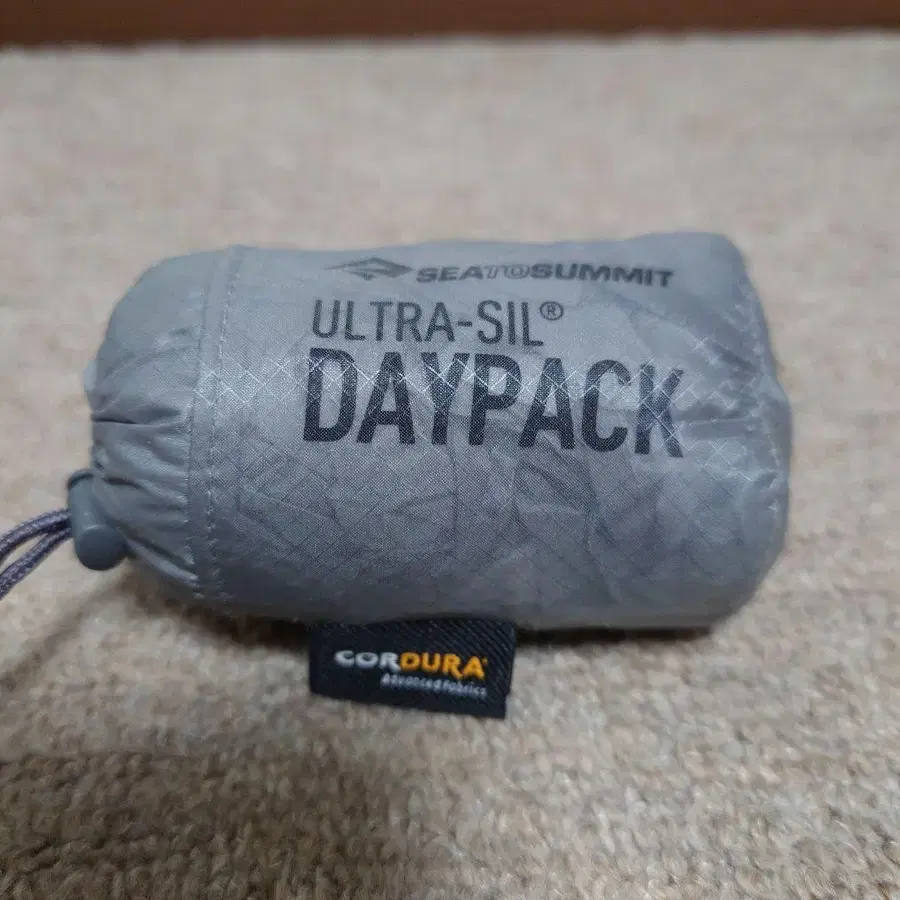 SEATOSUMMIT
ULTRA-SIL®
DAYPACK
CORDURA
Advanced Fabrics